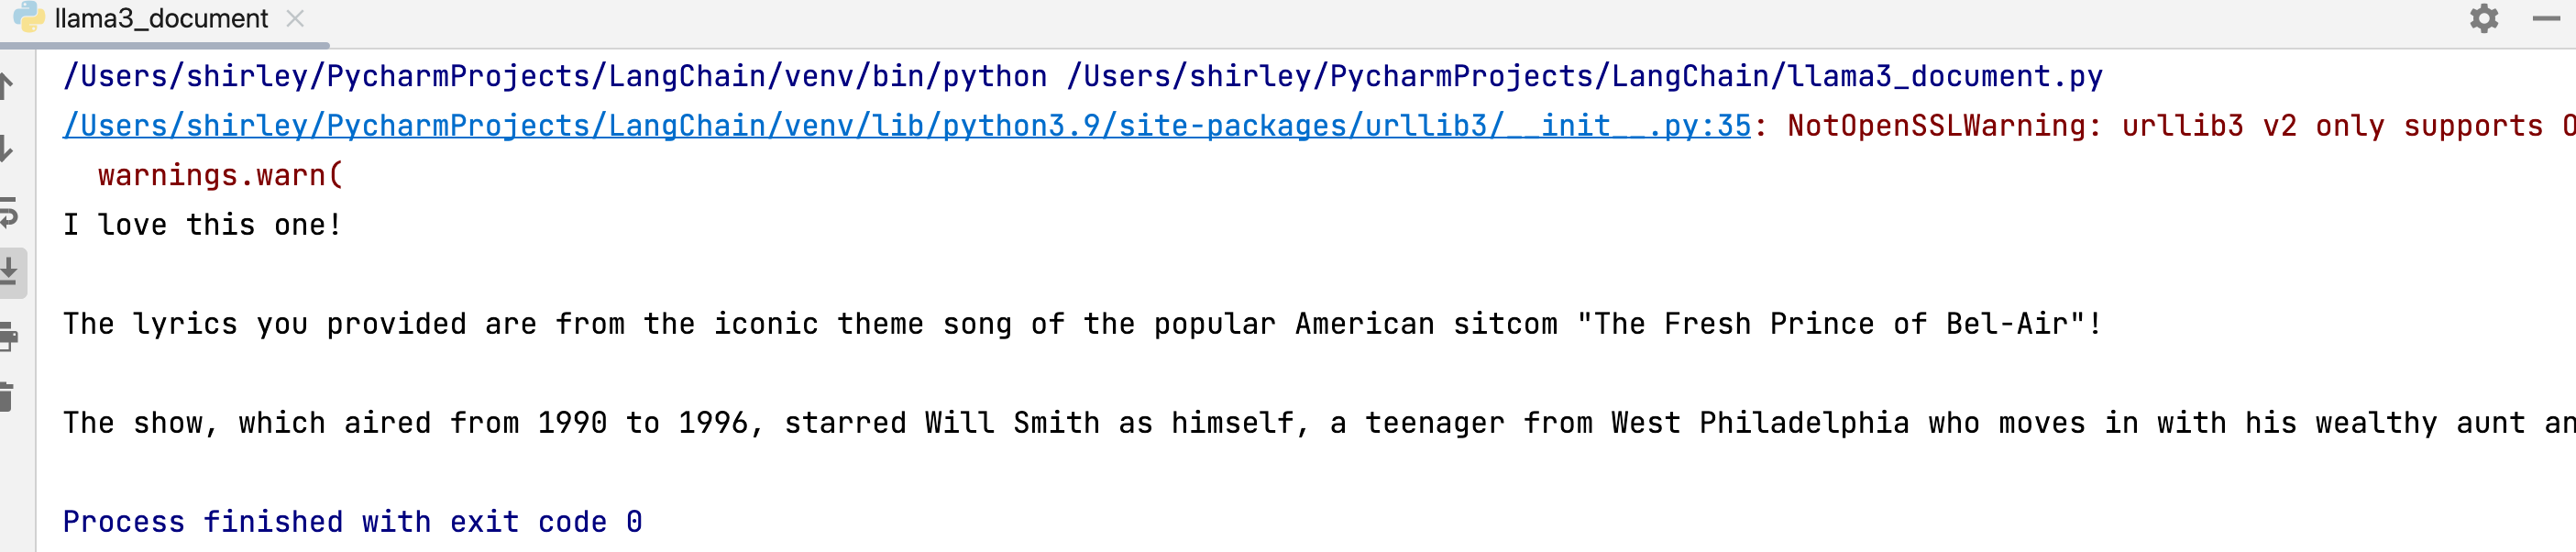 llama3_document
/Users/shirley/PycharmProjects/LangChain/venv/bin/python /Users/shirley/PycharmProjects/LangChain/llama3_document.py
/Users/shirley/PycharmProjects/LangChain/venv/lib/python3.9/site-packages/urllib3/__init__.py:35: NotOpenSSLWarning: urllib3 v2 only supports
  warnings.warn(
I love this one!
The lyrics you provided are from the iconic theme song of the popular American sitcom "The Fresh Prince of Bel-Air"!
The show, which aired from 1990 to 1996, starred Will Smith as himself, a teenager from West Philadelphia who moves in with his wealthy aunt
Process finished with exit code 0